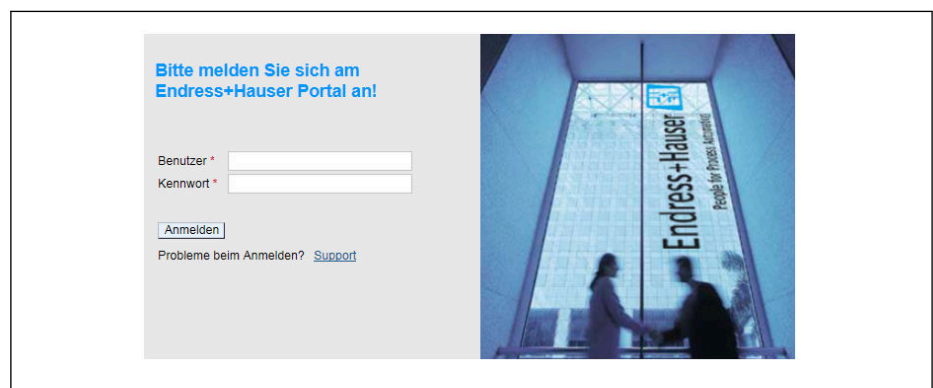 Bitte melden Sie sich am
Endress+Hauser Portal an!
Benutzer *
Kennwort *
Anmelden
Probleme beim Anmelden? Support
Endress+Hauser
People for Process Automation